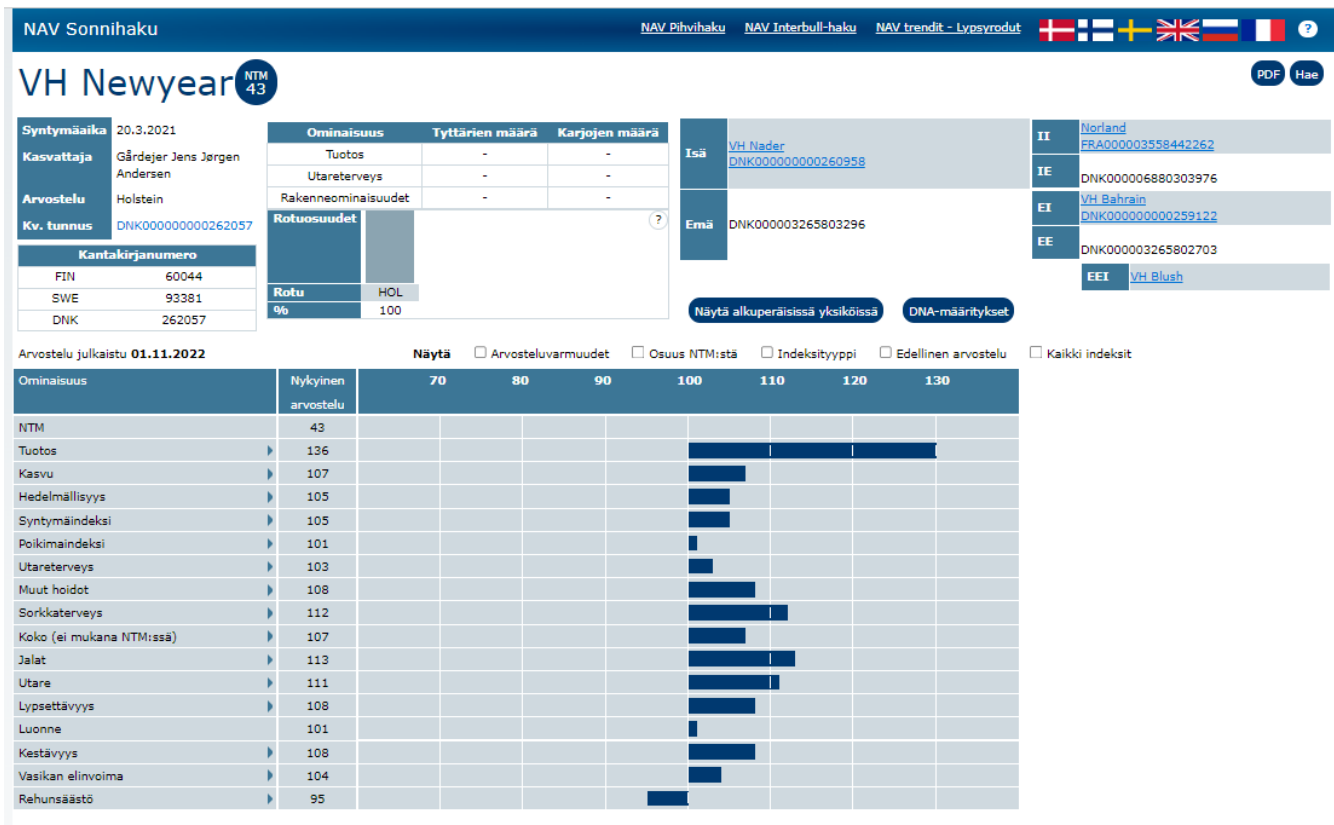 NAV Sonnihaku
NAV Pihvihaku NAV Interbull-haku NAV trendit - Lypsyrodut ?
VH Newyear NTM 43
PDF Hae
Syntymäaika 20.3.2021
Kasvattaja Gårdejer Jens Jørgen
Andersen
Arvostelu Holstein
Kv. tunnus DNK000000000262057
Kantakirjanumero
FIN 60044
SWE 93381
DNK 262057
Ominaisuus Tyttärien määrä Karjojen määrä
Tuotos - -
Utareterveys - -
Rakenneominaisuudet - -
Rotuosuudet ?
Rotu HOL
% 100
Isä VH Nader
DNK000000000260958
Emä DNK000003265803296
II Norland
FRA000003558442262
IE DNK000006880303976
EI VH Bahrain
DNK000000000259122
EE DNK000003265802703
EEI VH Blush
Näytä alkuperäisissä yksiköissä DNA-määritykset
Arvostelu julkaistu 01.11.2022 Näytä Arvosteluvarmuudet Osuus NTM:stä Indeksityyppi Edellinen arvostelu Kaikki indeksit
Ominaisuus Nykyinen arvostelu 70 80 90 100 110 120 130
NTM 43
Tuotos 136
Kasvu 107
Hedelmällisyys 105
Syntymäindeksi 105
Poikimaindeksi 101
Utareterveys 103
Muut hoidot 108
Sorkkaterveys 112
Koko (ei mukana NTM:ssä) 107
Jalat 113
Utare 111
Lypsettävyys 108
Luonne 101
Kestävyys 108
Vasikan elinvoima 104
Rehunsäästö 95